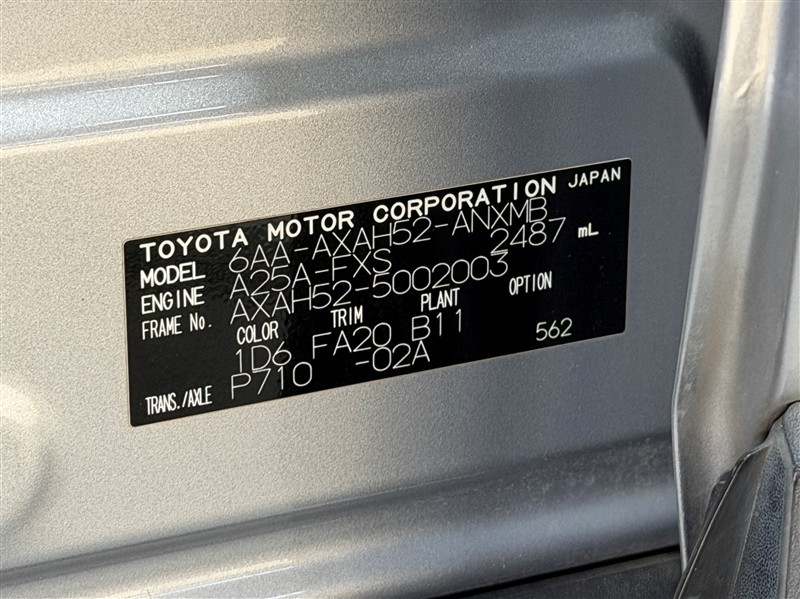 TOYOTA MOTOR CORPORATION JAPAN
MODEL 6AA-AXAH52-ANXMB
ENGINE A25A-FXS 2487 mL
FRAME No. AXAH52-5002003
COLOR TRIM PLANT OPTION
1D6 FA20 B11
TRANS./AXLE P710 -02A 562